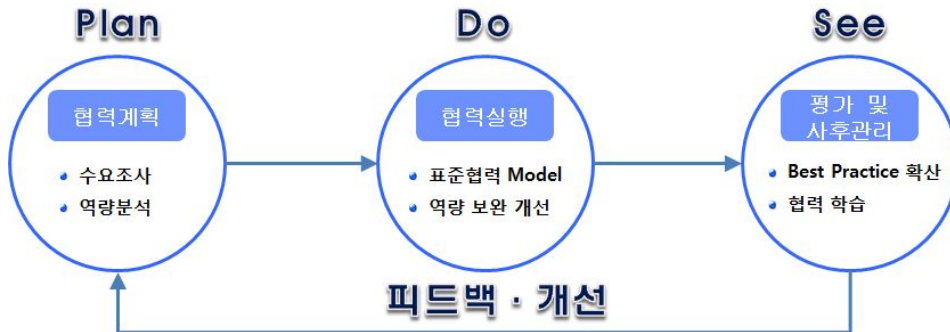 Plan
협력계획
수요조사
역량분석
Do
협력실행
표준협력 Model
역량 보완 개선
See
평가 및
사후관리
Best Practice 확산
협력 학습
피드백 · 개선